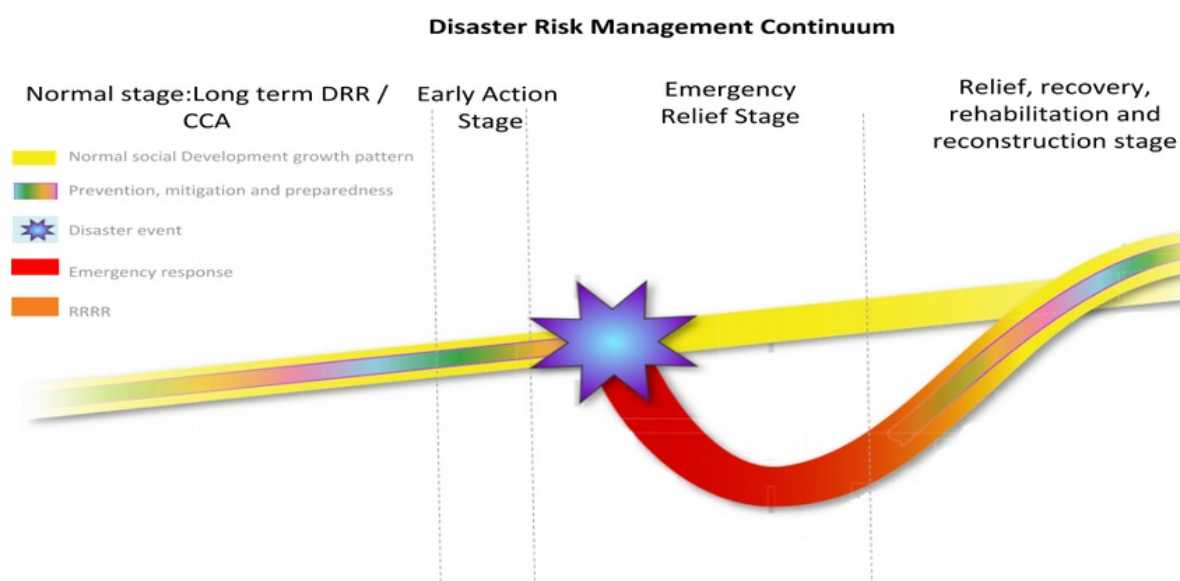 Disaster Risk Management Continuum
Normal stage:Long term DRR /
CCA
Early Action
Stage
Emergency
Relief Stage
Relief, recovery,
rehabilitation and
reconstruction stage
Normal social Development growth pattern
Prevention, mitigation and preparedness
Disaster event
Emergency response
RRRR